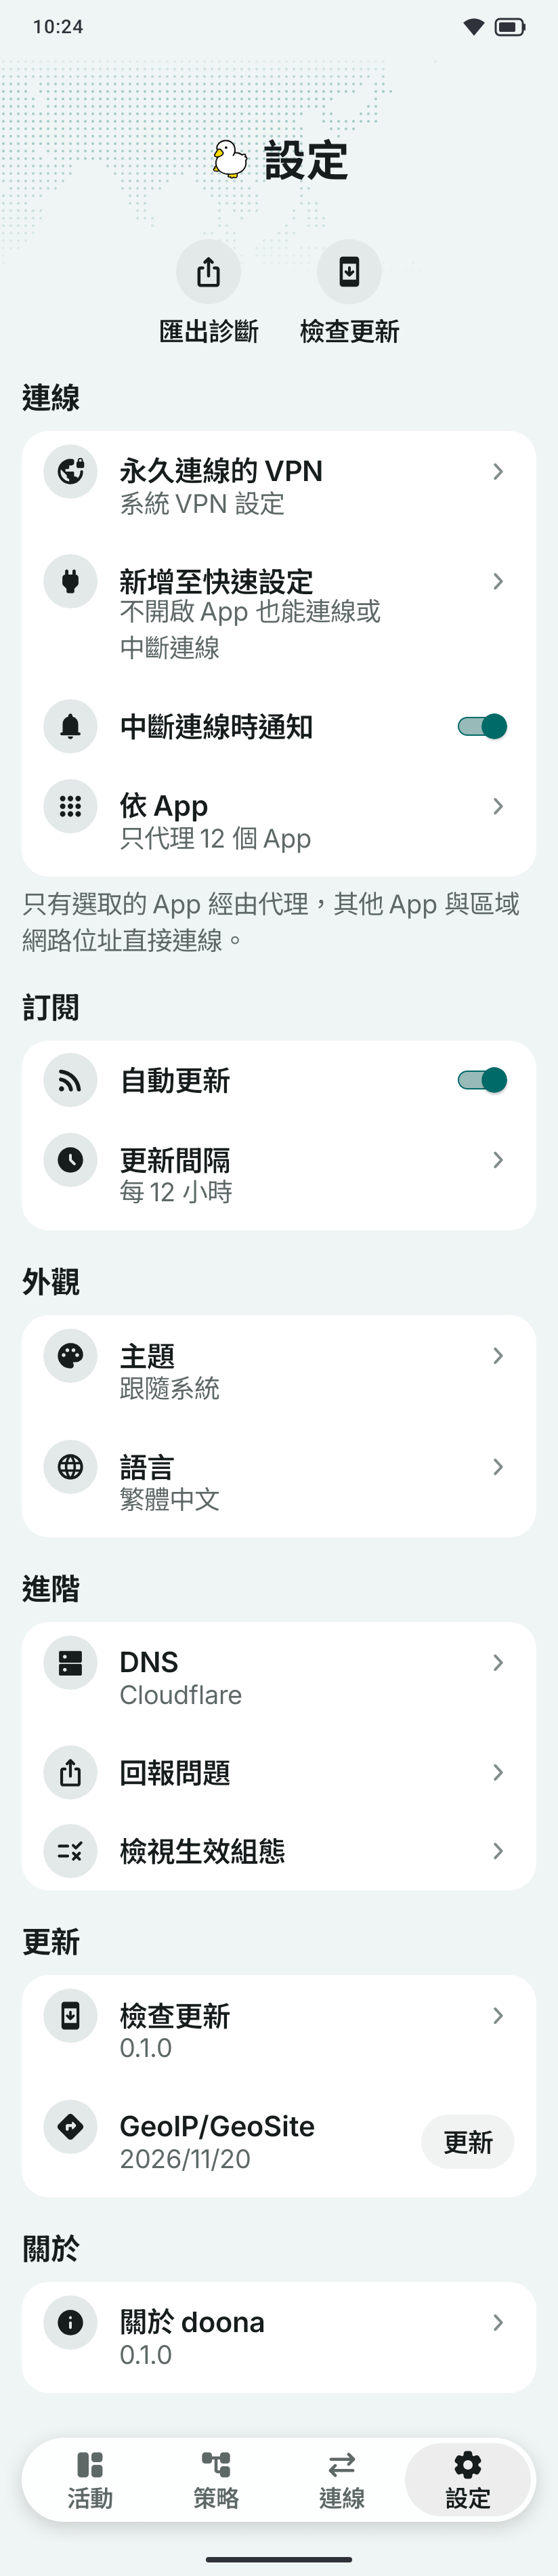 10:24
設定
匯出診斷
檢查更新
連線
永久連線的 VPN
系統 VPN 設定
新增至快速設定
不開啟 App 也能連線或
中斷連線
中斷連線時通知
依 App
只代理 12 個 App
只有選取的 App 經由代理，其他 App 與區域
網路位址直接連線。
訂閱
自動更新
更新間隔
每 12 小時
外觀
主題
跟隨系統
語言
繁體中文
進階
DNS
Cloudflare
回報問題
檢視生效組態
更新
檢查更新
0.1.0
GeoIP/GeoSite
2026/11/20
更新
關於
關於 doona
0.1.0
活動
策略
連線
設定